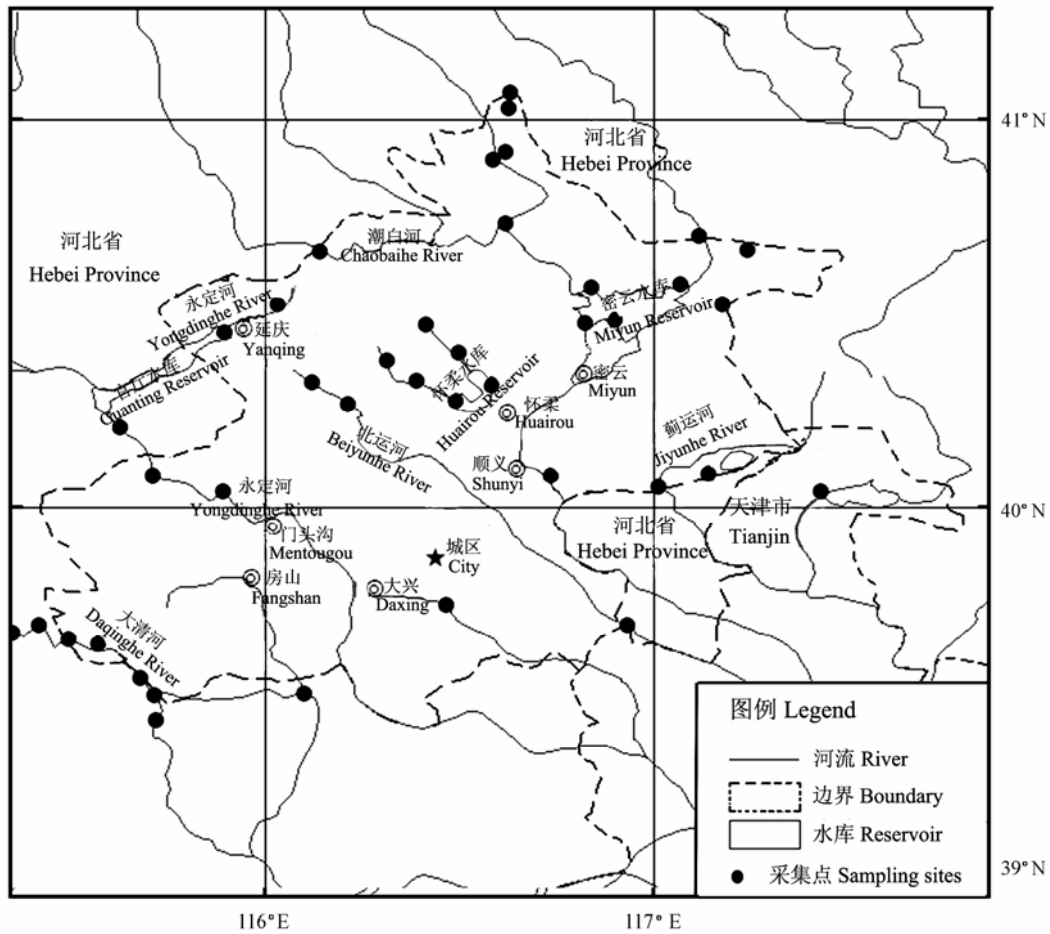 41° N
河北省
Hebei Province
河北省
Hebei Province
潮白河
Chaobaihe River
永定河
Yongdinghe River
延庆
Yanqing
官厅水库
Guanting Reservoir
密云水库
Miyun Reservoir
密云
Miyun
怀柔水库
Huairou Reservoir
怀柔
Huairou
北运河
Beiyunhe River
蓟运河
Jiyunhe River
顺义
Shunyi
40° N
永定河
Yongdinghe River
门头沟
Mentougou
河北省
Hebei Province
天津市
Tianjin
城区
City
房山
Fangshan
大兴
Daxing
大清河
Daqinghe River
图例 Legend
河流 River
边界 Boundary
水库 Reservoir
采集点 Sampling sites
39° N
116° E
117° E